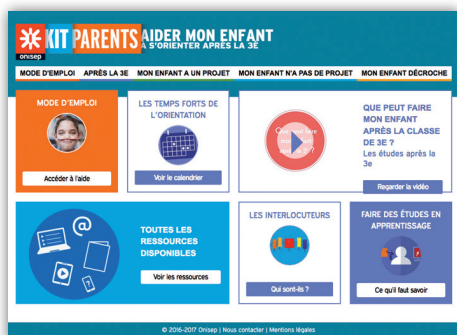 onisep
KIT PARENTS
AIDER MON ENFANT
À S'ORIENTER APRÈS LA 3E
MODE D'EMPLOI APRÈS LA 3E MON ENFANT A UN PROJET MON ENFANT N'A PAS DE PROJET MON ENFANT DÉCROCHE
MODE D'EMPLOI
Accéder à l'aide
LES TEMPS FORTS DE
L'ORIENTATION
Voir le calendrier
Que peut faire
QUE PEUT FAIRE
MON ENFANT
APRÈS LA CLASSE
DE 3E ?
Les études après la
3e
Regarder la vidéo
@
TOUTES LES
RESSOURCES
DISPONIBLES
Voir les ressources
LES INTERLOCUTEURS
Qui sont-ils ?
FAIRE DES ÉTUDES EN
APPRENTISSAGE
Ce qu'il faut savoir
© 2016-2017 Onisep | Nous contacter | Mentions légales